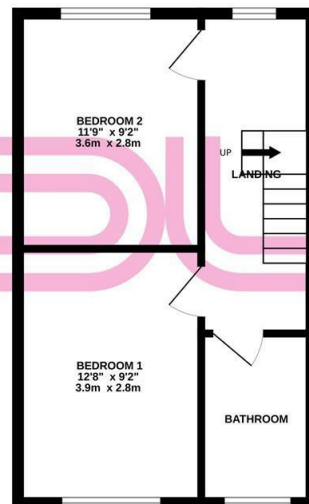 BEDROOM 2
11'9" x 9'2"
3.6m x 2.8m
UP
LANDING
BEDROOM 1
12'8" x 9'2"
3.9m x 2.8m
BATHROOM